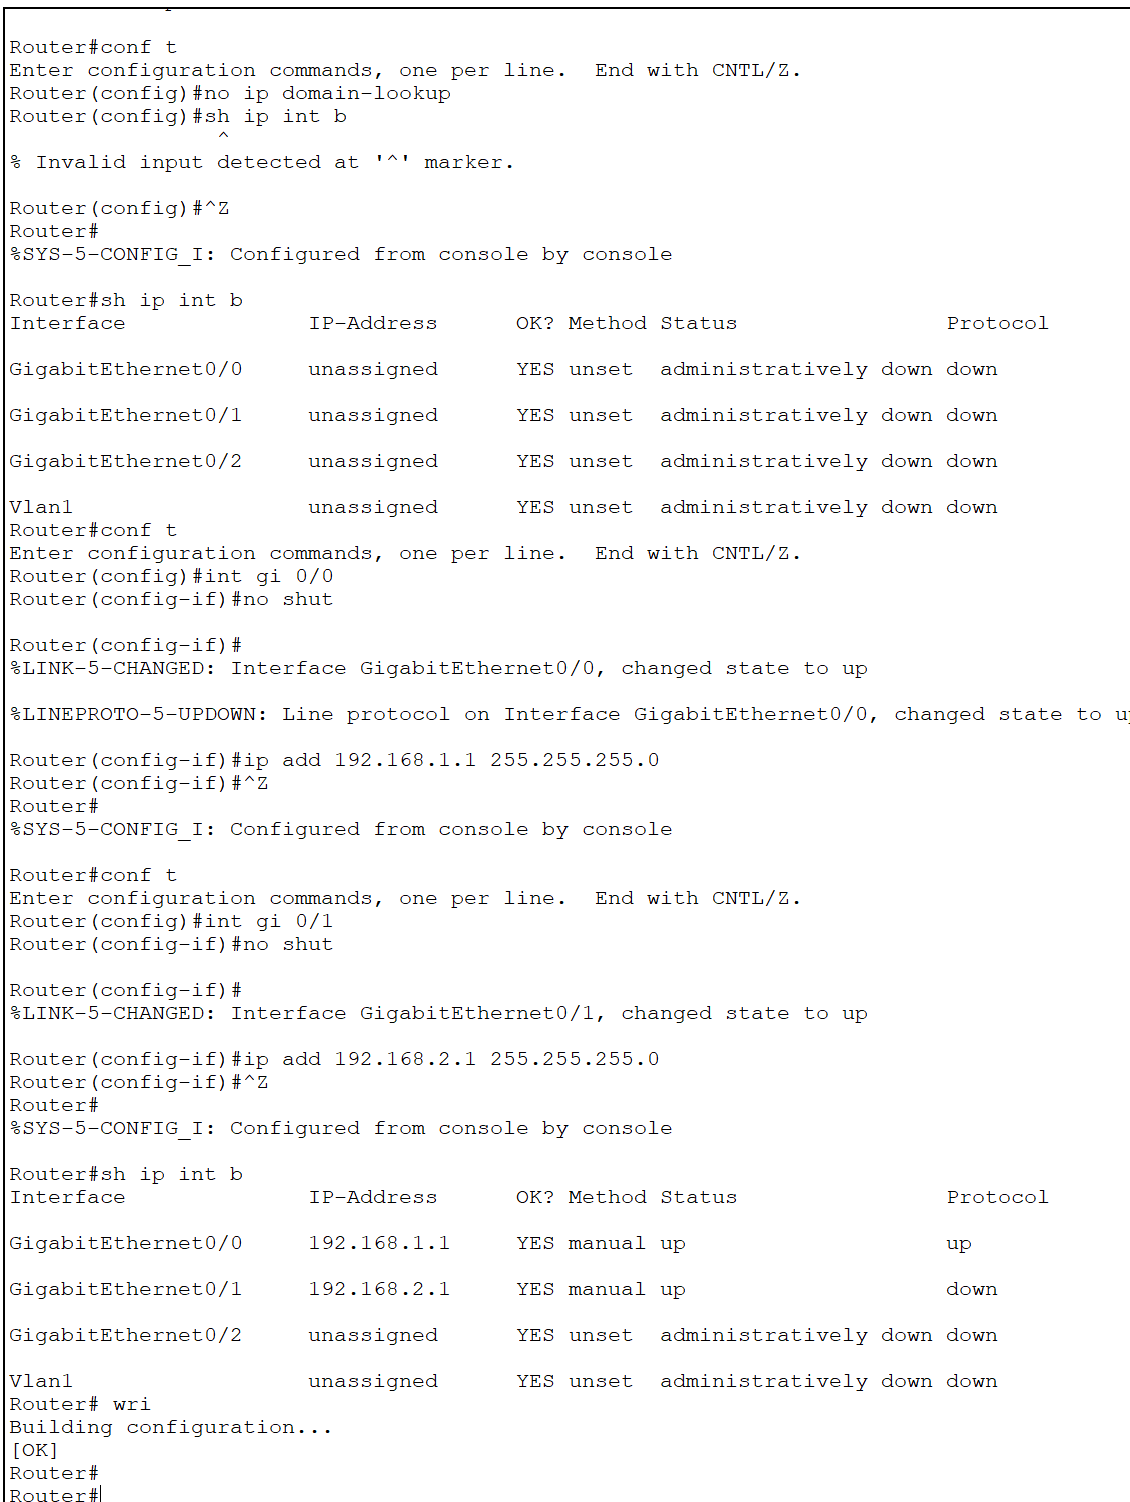 Router#conf t
Enter configuration commands, one per line.  End with CNTL/Z.
Router(config)#no ip domain-lookup
Router(config)#sh ip int b
                ^
% Invalid input detected at '^' marker.

Router(config)#^Z
Router#
%SYS-5-CONFIG_I: Configured from console by console

Router#sh ip int b
Interface              IP-Address      OK? Method Status                Protocol

GigabitEthernet0/0     unassigned      YES unset  administratively down down

GigabitEthernet0/1     unassigned      YES unset  administratively down down

GigabitEthernet0/2     unassigned      YES unset  administratively down down

Vlan1                  unassigned      YES unset  administratively down down
Router#conf t
Enter configuration commands, one per line.  End with CNTL/Z.
Router(config)#int gi 0/0
Router(config-if)#no shut

Router(config-if)#
%LINK-5-CHANGED: Interface GigabitEthernet0/0, changed state to up

%LINEPROTO-5-UPDOWN: Line protocol on Interface GigabitEthernet0/0, changed state to

Router(config-if)#ip add 192.168.1.1 255.255.255.0
Router(config-if)#^Z
Router#
%SYS-5-CONFIG_I: Configured from console by console

Router#conf t
Enter configuration commands, one per line.  End with CNTL/Z.
Router(config)#int gi 0/1
Router(config-if)#no shut

Router(config-if)#
%LINK-5-CHANGED: Interface GigabitEthernet0/1, changed state to up

Router(config-if)#ip add 192.168.2.1 255.255.255.0
Router(config-if)#^Z
Router#
%SYS-5-CONFIG_I: Configured from console by console

Router#sh ip int b
Interface              IP-Address      OK? Method Status                Protocol

GigabitEthernet0/0     192.168.1.1     YES manual up                    up

GigabitEthernet0/1     192.168.2.1     YES manual up                    down

GigabitEthernet0/2     unassigned      YES unset  administratively down down

Vlan1                  unassigned      YES unset  administratively down down
Router# wri
Building configuration...
[OK]
Router#
Router#